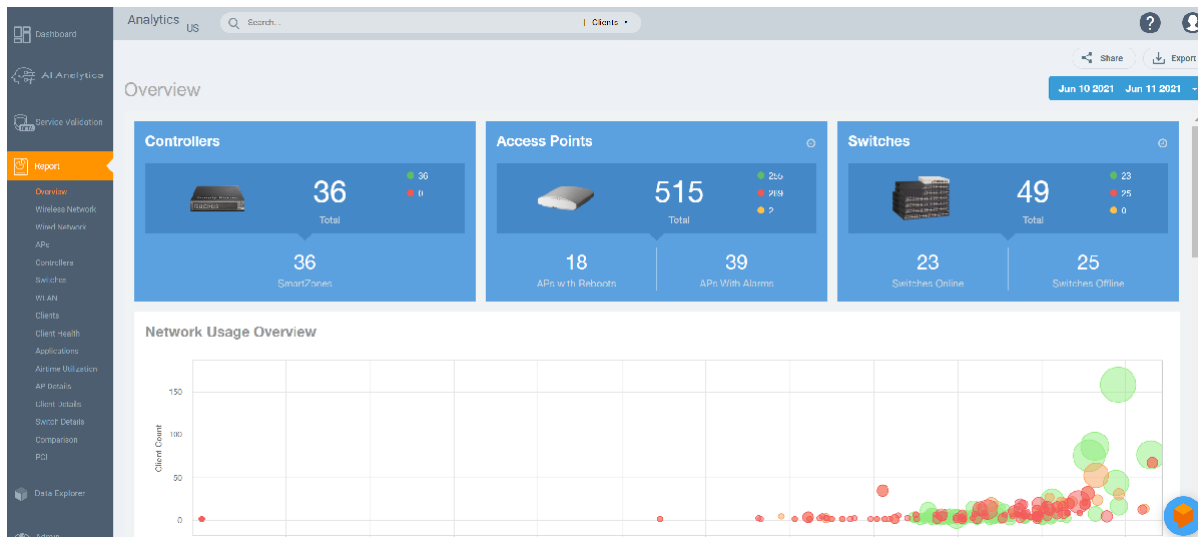 Analytics US
Search...
Clients
Share
Export
Overview
Jun 10 2021 Jun 11 2021
Dashboard
AI Analytics
Service Validation
Report
Overview
Wireless Network
Wired Network
APs
Controllers
Switches
WLAN
Clients
Client Health
Applications
Airtime Utilization
AP Details
Client Details
Switch Details
Comparison
PCI
Data Explorer
Admin
Controllers
36
Total
36
0
36
SmartZones
Access Points
515
Total
255
2
18
APs with Reboots
39
APs With Alarms
Switches
49
Total
23
25
0
23
Switches Online
25
Switches Offline
Network Usage Overview
Client Count
150
100
50
0